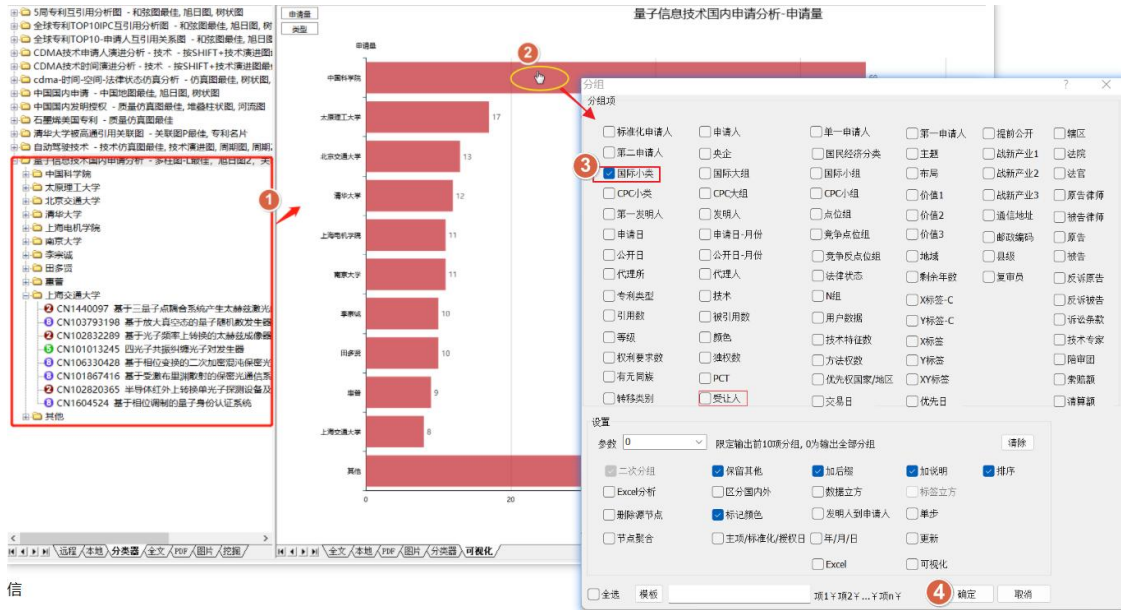 5局专利互引用分析图 - 和弦图最佳, 旭日图, 树状图
全球专利TOP10IPC互引用分析图 - 和弦图最佳, 旭日图, 树
全球专利TOP10-申请人互引用关系图 - 和弦图最佳, 旭日图
CDMA技术申请人演进分析 - 技术 - 按SHIFT+技术演进图
CDMA技术时间演进分析 - 技术 - 按SHIFT+技术演进图最
cdma-时间-空间-法律状态仿真分析 - 仿真图最佳, 树状图,
中国国内申请 - 中国地图最佳, 旭日图, 树状图
中国国内发明授权 - 质量仿真图最佳, 堆叠柱状图, 河流图
石墨烯美国专利 - 质量仿真图最佳
清华大学被高通引用关联图 - 关联图P最佳, 专利名片
自动驾驶技术 - 技术仿真图最佳, 技术演进图, 周期图, 周期
量子信息技术国内申请分析 - 多柱图-L最佳, 旭日图2, 关
中国科学院
太原理工大学
北京交通大学
清华大学
上海电机学院
南京大学
李宗诚
田多贤
惠蕾
上海交通大学
CN1440097 基于三量子点耦合系统产生太赫兹激光
CN103793198 基于放大真空态的量子随机数发生器
CN102832289 基于光子频率上转换的太赫兹成像器
CN101013245 四光子共振纠缠光子对发生器
CN106330428 基于相位变换的二次加密混沌保密光
CN101867416 基于受激布里渊散射的保密光通信系
CN102820365 半导体红外上转换单光子探测设备及
CN1604524 基于相位调制的量子身份认证系统
其他
1
远程 本地 分类器 全文 PDF 图片 挖掘
信
申请量
类型
量子信息技术国内申请分析-申请量
申请量
2
中国科学院
太原理工大学 17
北京交通大学 13
清华大学 12
上海电机学院 11
南京大学 11
李宗诚 10
田多贤 10
惠蕾 9
上海交通大学 8
其他
0 20
全文 本地 PDF 图片 分类器 可视化
分组 ? ×
分组项
标准化申请人 申请人 单一申请人 第一申请人 提前公开 辖区
第二申请人 央企 国民经济分类 主题 战新产业1 法院
3 国际小类 国际大组 国际小组 布局 战新产业2 法官
CPC小类 CPC大组 CPC小组 价值1 战新产业3 原告律师
第一发明人 发明人 点位组 价值2 通信地址 被告律师
申请日 申请日-月份 竞争点位组 价值3 邮政编码 原告
公开日 公开日-月份 竞争反点位组 地域 县级 被告
代理所 代理人 法律状态 剩余年数 复审员 反诉原告
专利类型 技术 N组 X标签-C 反诉被告
引用数 被引用数 用户数据 Y标签-C 诉讼条款
等级 颜色 技术特征数 X标签 技术专家
权利要求数 独权数 方法权数 Y标签 陪审团
有无同族 PCT 优先权国家/地区 XY标签 索赔额
转移类别 受让人 交易日 优先日 清算额
设置
参数 0 限定输出前10项分组, 0为输出全部分组 清除
二次分组 保留其他 加后缀 加说明 排序
Excel分析 区分国内外 数据立方 标签立方
删除源节点 标记颜色 发明人到申请人 单步
节点聚合 主项/标准化/授权日 年/月/日 更新
Excel 可视化
全选 模板 项1¥项2¥...¥项n¥ 4 确定 取消